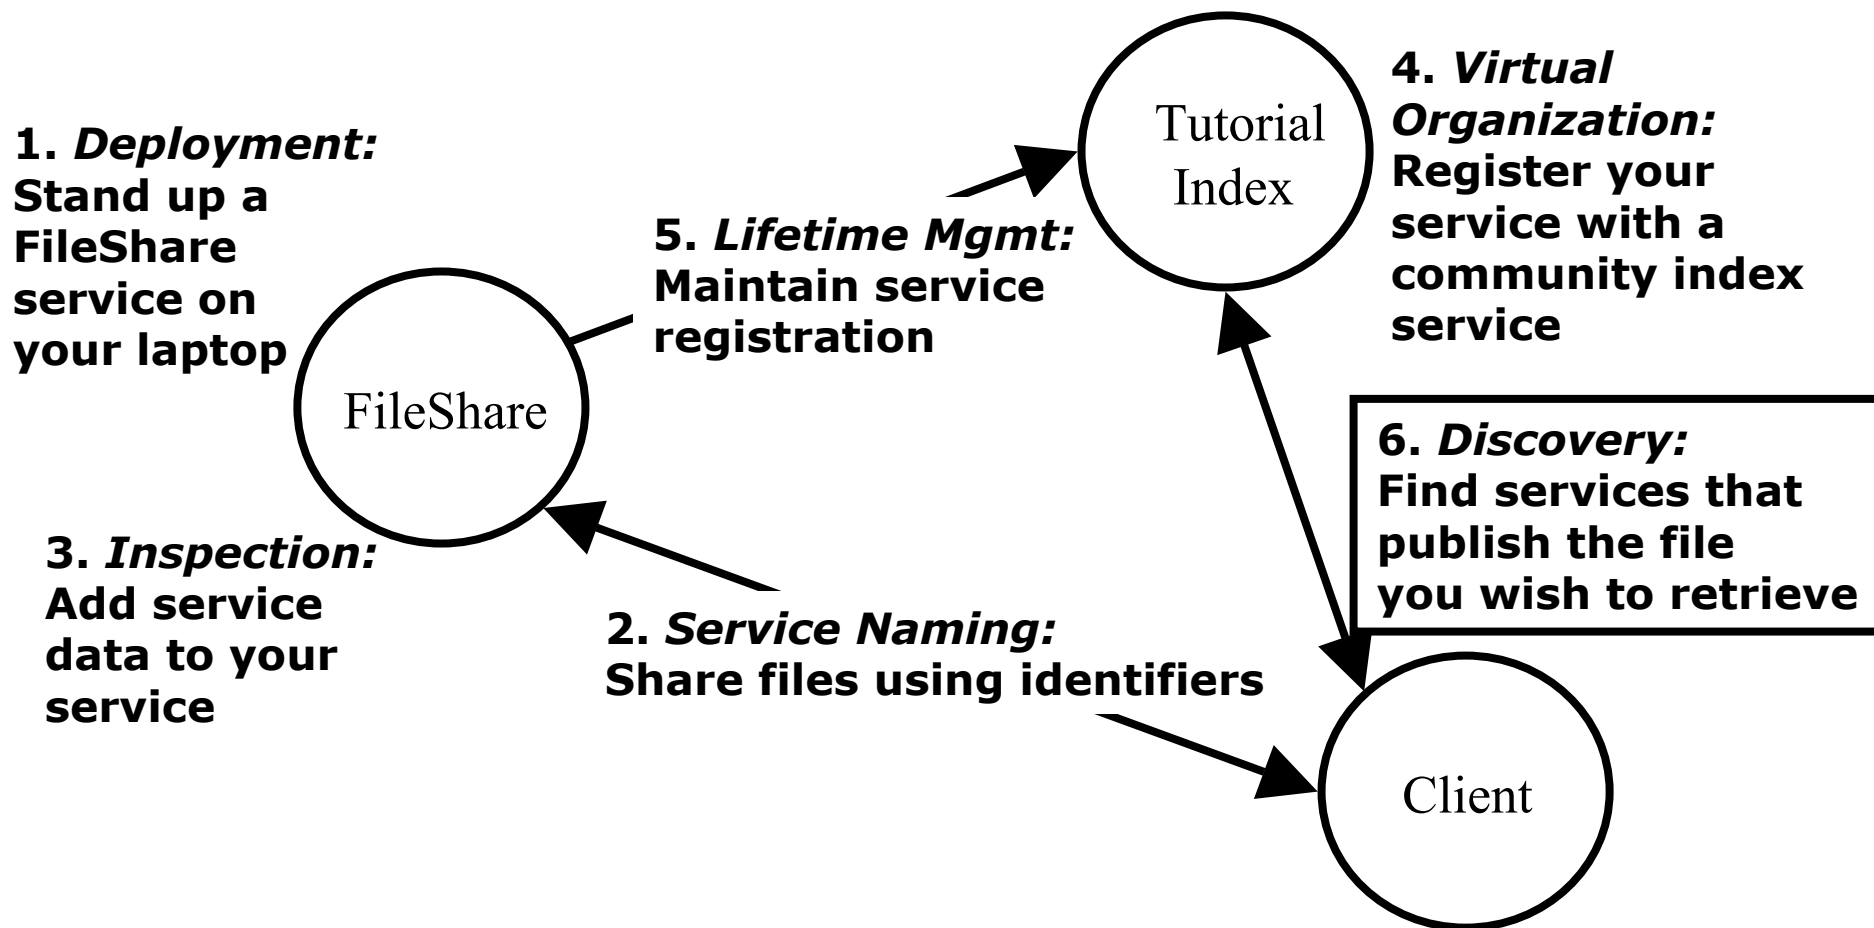 1. Deployment:
Stand up a
FileShare
service on
your laptop
FileShare
3. Inspection:
Add service
data to your
service
5. Lifetime Mgmt:
Maintain service
registration
2. Service Naming:
Share files using identifiers
Tutorial
Index
4. Virtual
Organization:
Register your
service with a
community index
service
6. Discovery:
Find services that
publish the file
you wish to retrieve
Client